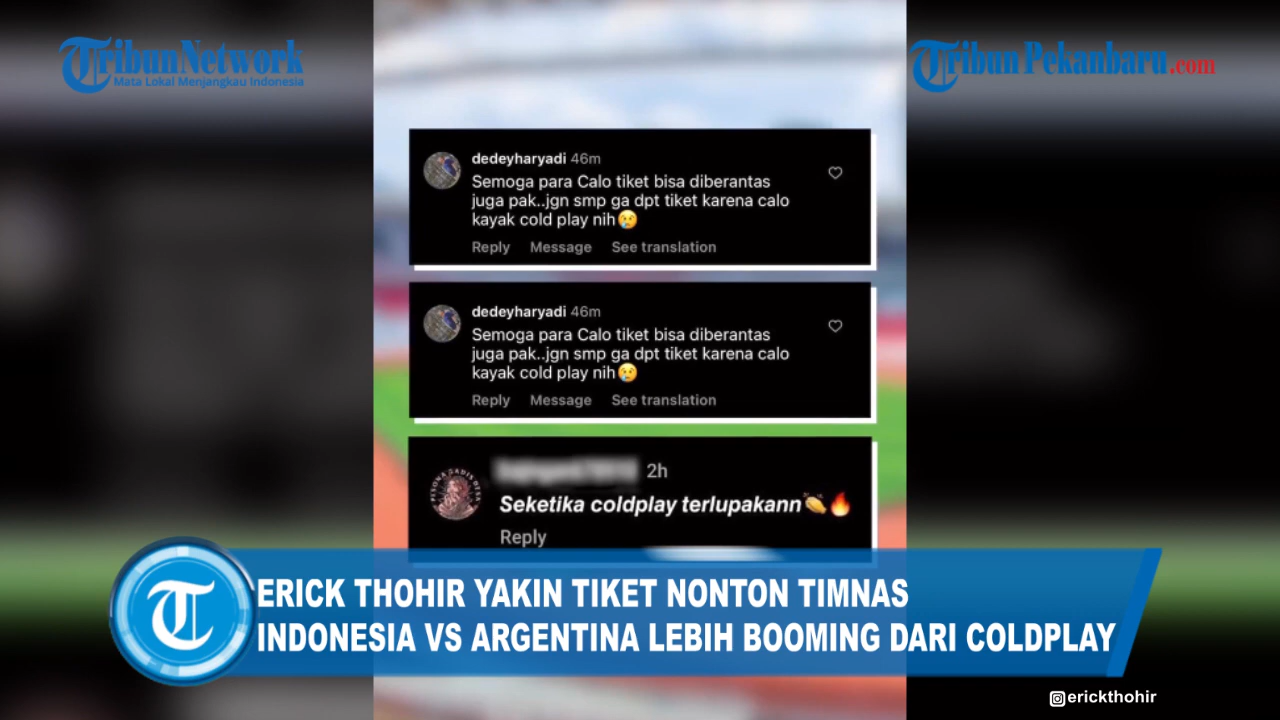 TribunNetwork
Mata Lokal Menjangkau Indonesia
TribunPekanbaru.com
dedeyharyadi 46m
Semoga para Calo tiket bisa diberantas
juga pak..jgn smp ga dpt tiket karena calo
kayak cold play nih😢
Reply Message See translation
dedeyharyadi 46m
Semoga para Calo tiket bisa diberantas
juga pak..jgn smp ga dpt tiket karena calo
kayak cold play nih😢
Reply Message See translation
2h
Seketika coldplay terlupakann👏🔥
Reply
ERICK THOHIR YAKIN TIKET NONTON TIMNAS
INDONESIA VS ARGENTINA LEBIH BOOMING DARI COLDPLAY
erickthohir